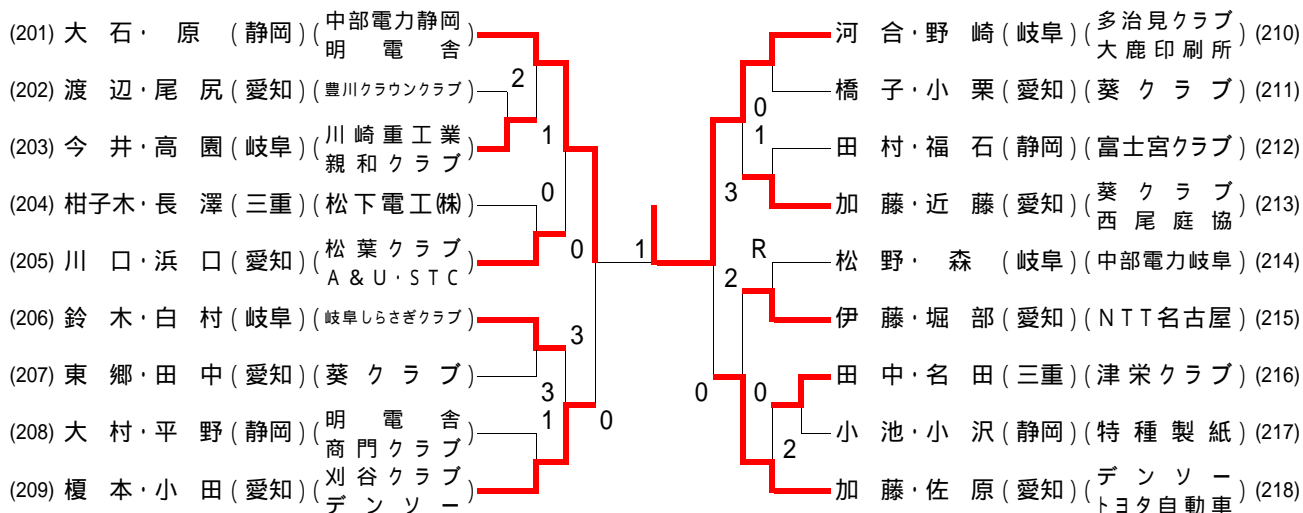 (201) 大石・原 (静岡) (中部電力静岡 明電舎)
2
(202) 渡辺・尾尻 (愛知) (豊川クラウンクラブ)
(203) 今井・高園 (岐阜) (川崎重工業 親和クラブ)
1
0
(204) 柑子木・長澤 (三重) (松下電工㈱)
0
(205) 川口・浜口 (愛知) (松葉クラブ A&U・STC)
(206) 鈴木・白村 (岐阜) (岐阜しらさぎクラブ)
3
(207) 東郷・田中 (愛知) (葵クラブ)
3
1
0
(208) 大村・平野 (静岡) (明電舎 商門クラブ)
(209) 榎本・小田 (愛知) (刈谷クラブ デンソー)
1
河合・野崎 (岐阜) (多治見クラブ 大鹿印刷所) (210)
橋子・小栗 (愛知) (葵クラブ) (211)
0
1
田村・福石 (静岡) (富士宮クラブ) (212)
3
加藤・近藤 (愛知) (葵クラブ 西尾庭協) (213)
R
松野・森 (岐阜) (中部電力岐阜) (214)
2
伊藤・堀部 (愛知) (NTT名古屋) (215)
田中・名田 (三重) (津栄クラブ) (216)
0
0
小池・小沢 (静岡) (特種製紙) (217)
2
加藤・佐原 (愛知) (デンソー トヨタ自動車) (218)